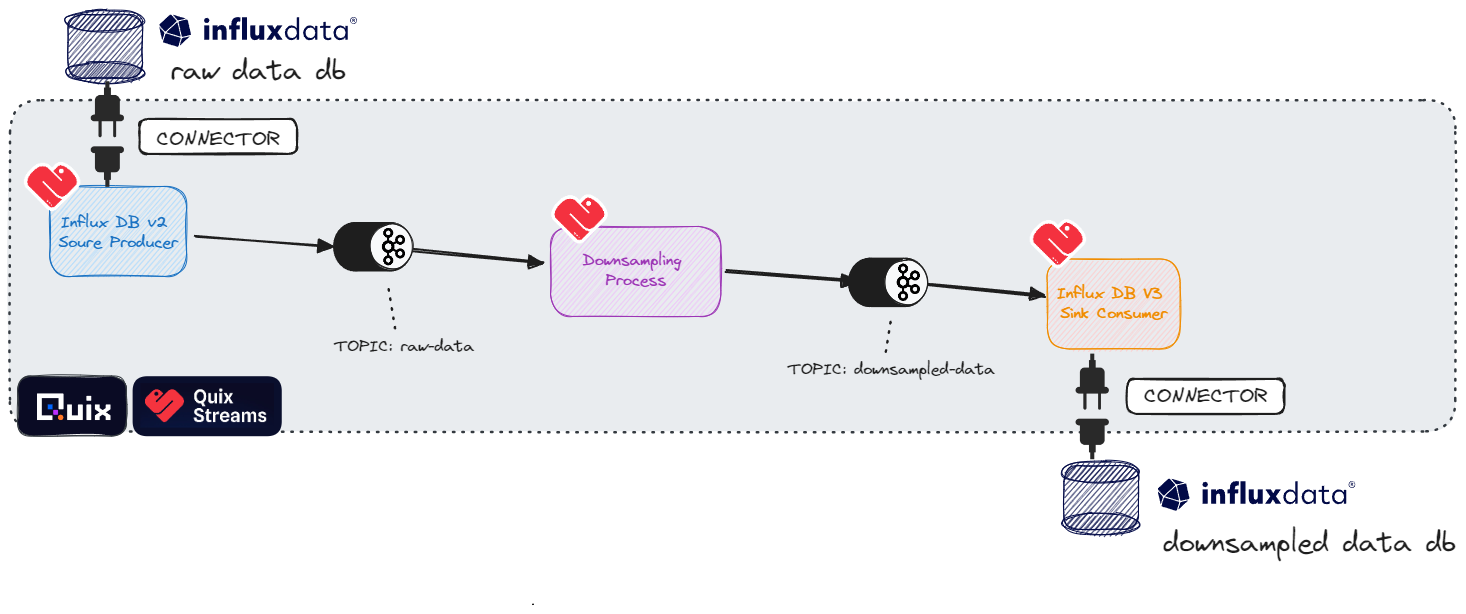 influxdata®
raw data db
CONNECTOR
Influx DB v2
Soure Producer
Downsampling
Process
Influx DB V3
Sink Consumer
TOPIC: raw-data
TOPIC: downsampled-data
CONNECTOR
Quix
Quix
Streams
influxdata®
downsampled data db